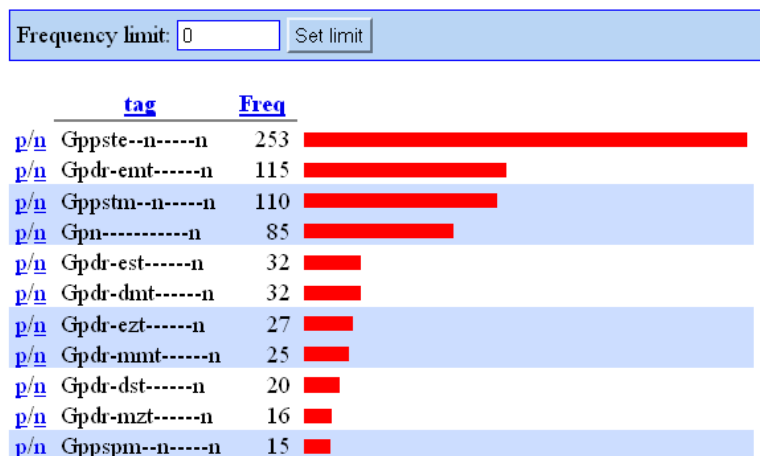 Frequency limit: 0 Set limit
tag Freq
p/n Gppste--n-----n 253
p/n Gpdr-emt------n 115
p/n Gppstm--n-----n 110
p/n Gpn-----------n 85
p/n Gpdr-est------n 32
p/n Gpdr-dmt------n 32
p/n Gpdr-ezt------n 27
p/n Gpdr-mmt------n 25
p/n Gpdr-dst------n 20
p/n Gpdr-mzt------n 16
p/n Gppspm--n-----n 15